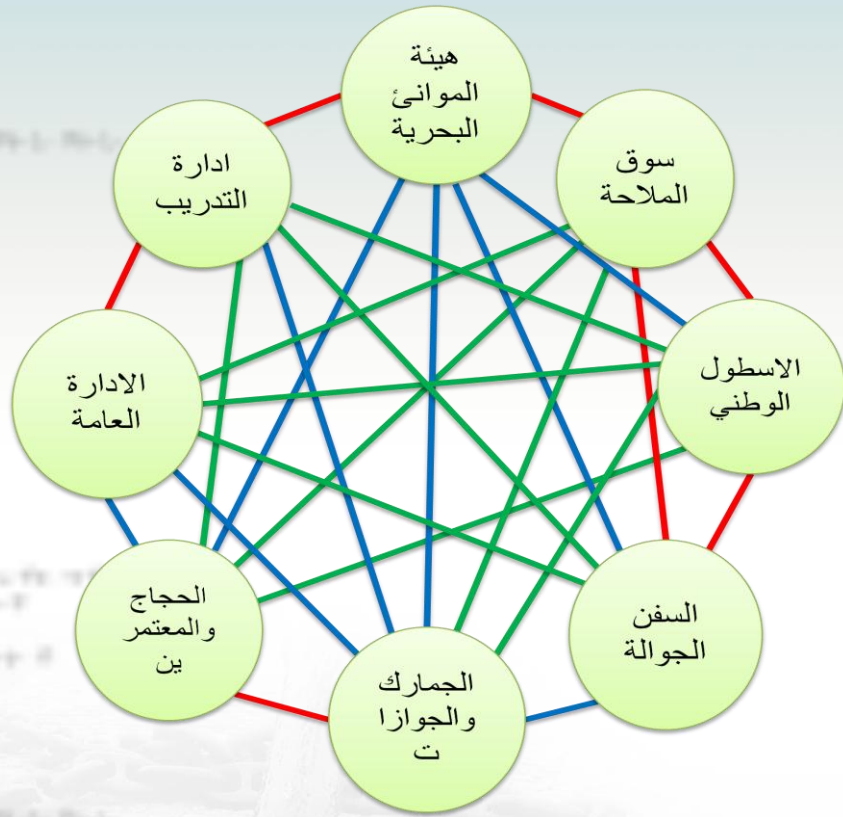 هيئة
الموانئ
البحرية
سوق
الملاحة
ادارة
التدريب
الاسطول
الوطني
الادارة
العامة
السفن
الجوالة
الحجاج
والمعتمر
ين
الجمارك
والجوازا
ت